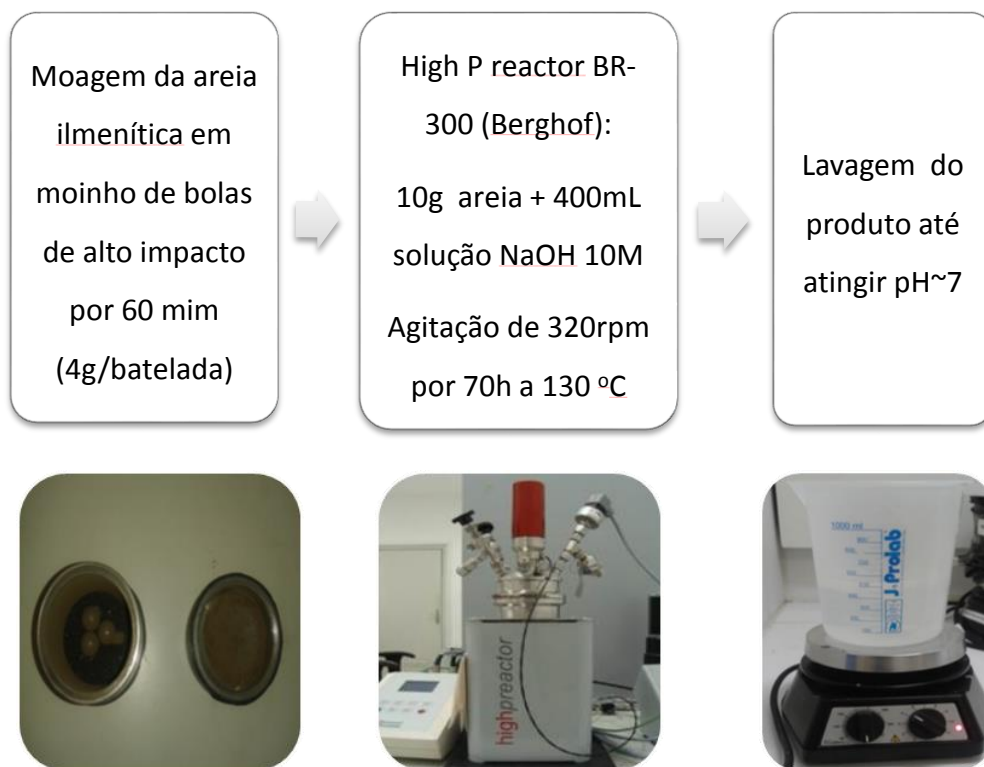 Moagem da areia
ilmenítica em
moinho de bolas
de alto impacto
por 60 mim
(4g/batelada)
High P reactor BR-
300 (Berghof):
10g areia + 400mL
solução NaOH 10M
Agitação de 320rpm
por 70h a 130 ºC
Lavagem do
produto até
atingir pH~7
highpreactor
1000 ml
J-Prolab